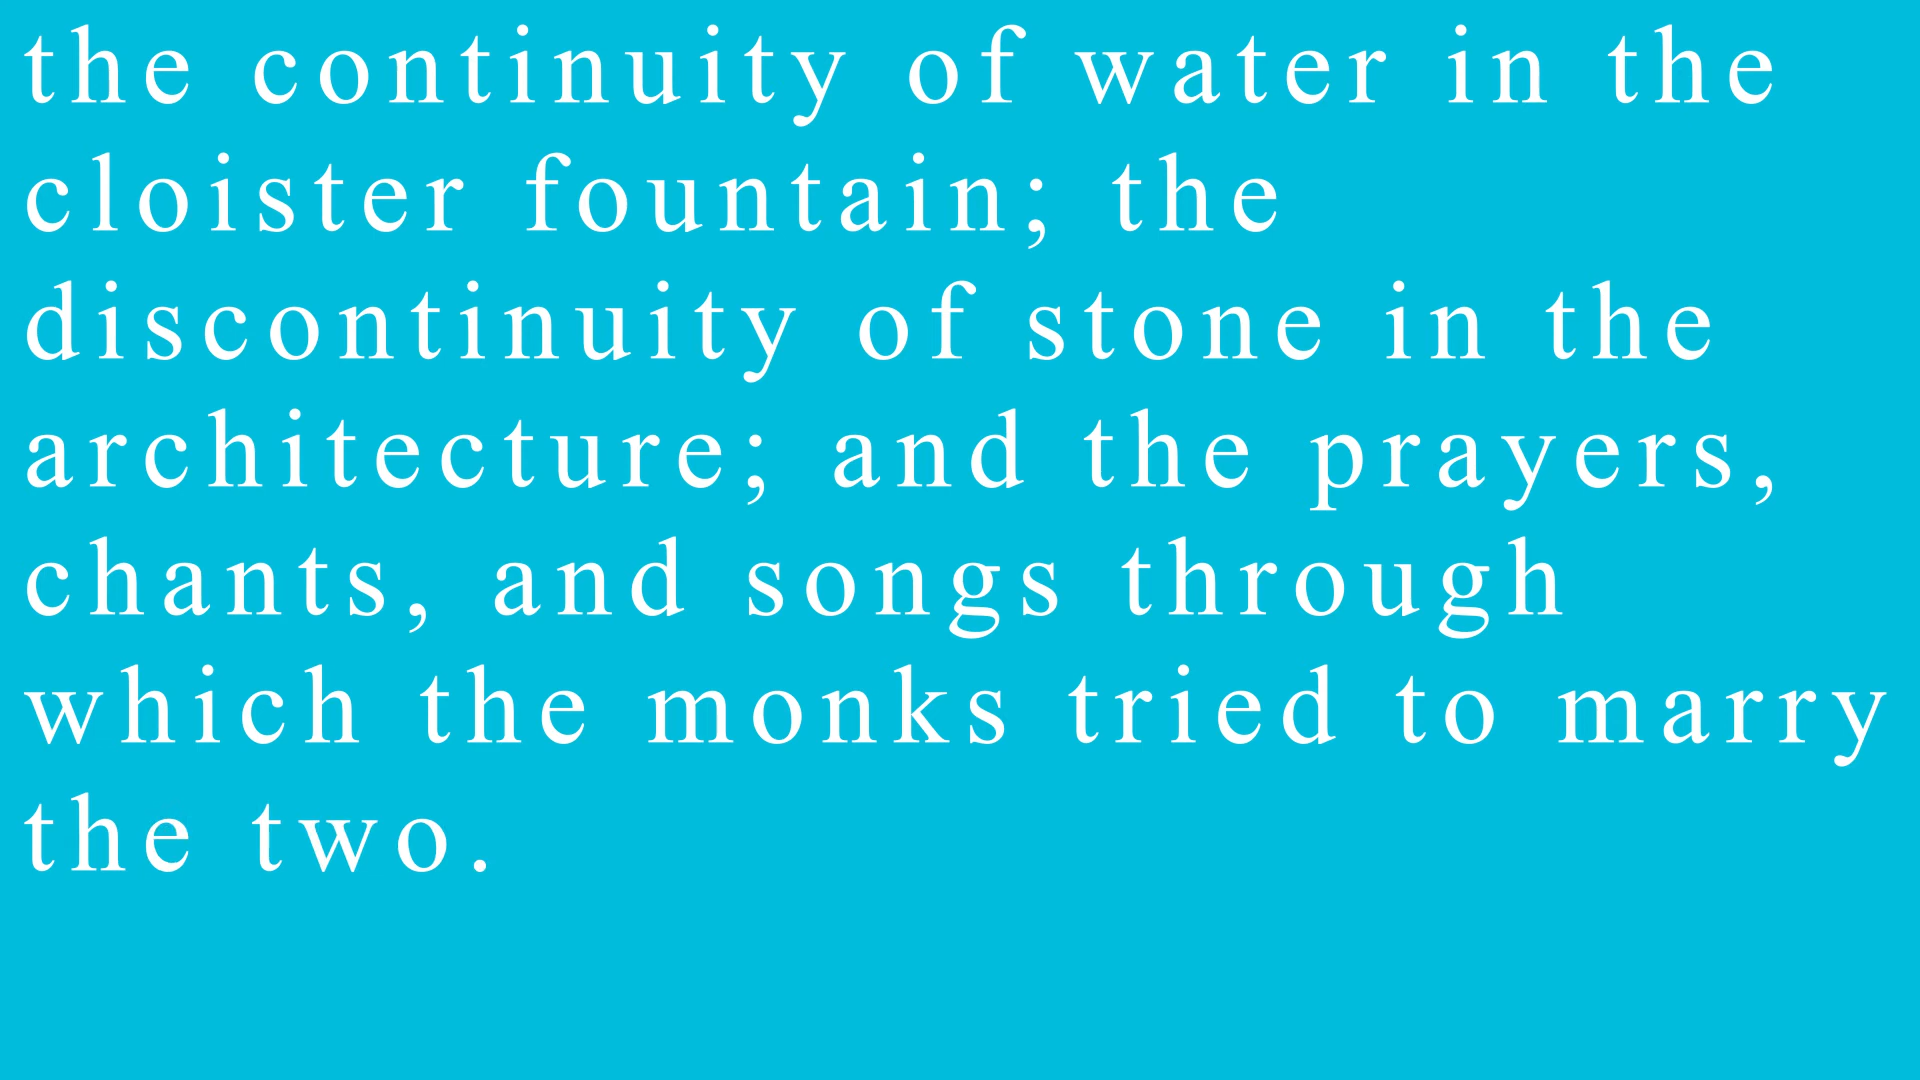 the continuity of water in the
cloister fountain; the
discontinuity of stone in the
architecture; and the prayers,
chants, and songs through
which the monks tried to marry
the two.